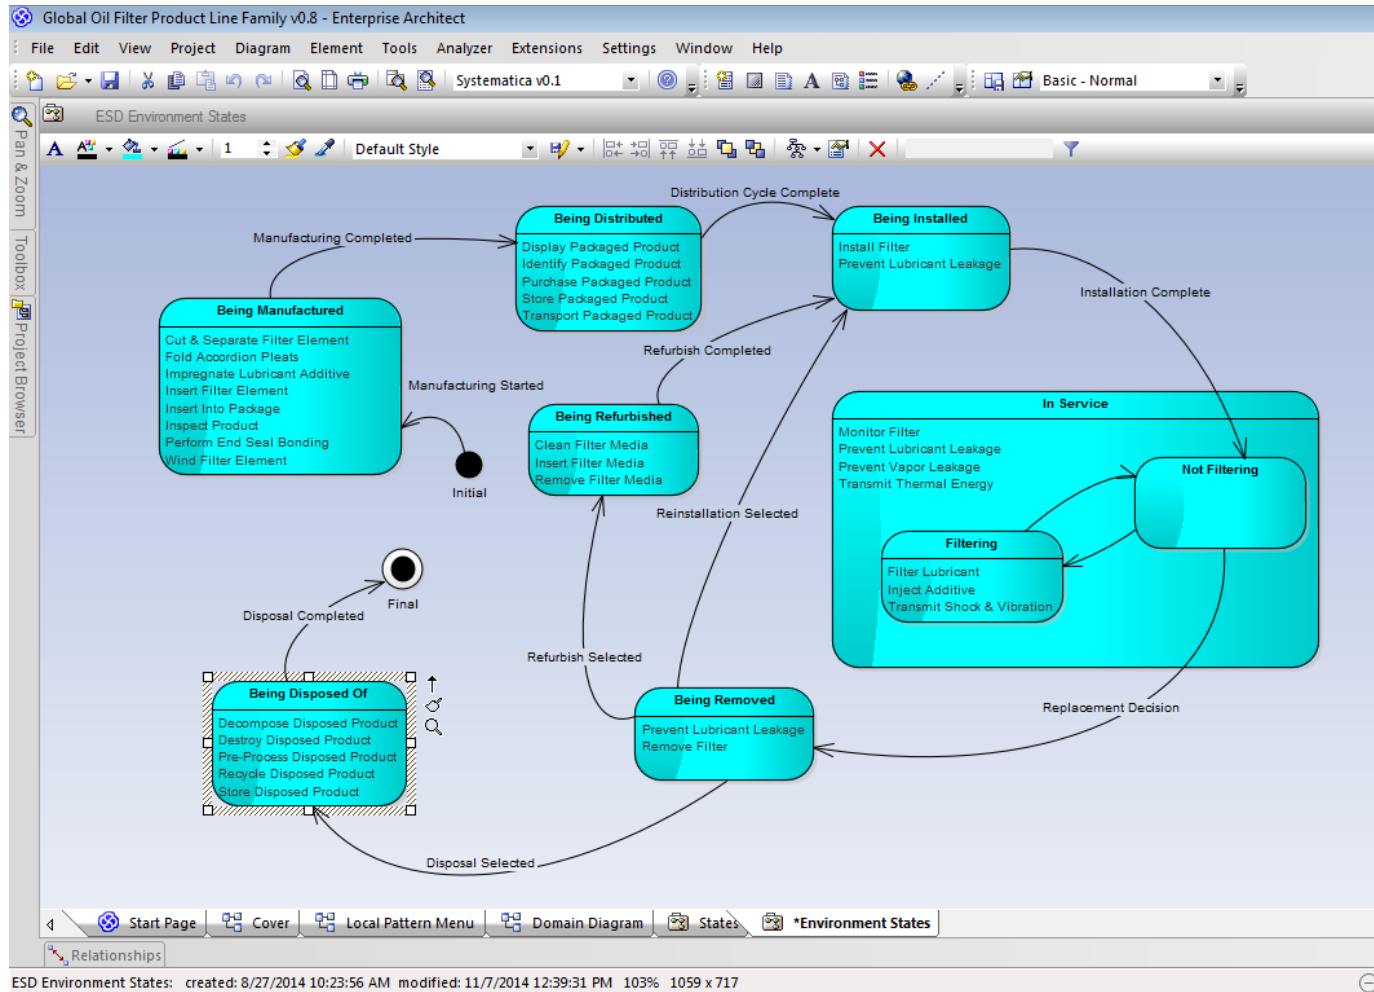 Global Oil Filter Product Line Family v0.8 - Enterprise Architect
File Edit View Project Diagram Element Tools Analyzer Extensions Settings Window Help
Systematica v0.1
Basic - Normal
ESD Environment States
1
Default Style
Pan & Zoom
Toolbox
Project Browser
Distribution Cycle Complete
Being Distributed
Display Packaged Product
Identify Packaged Product
Purchase Packaged Product
Store Packaged Product
Transport Packaged Product
Being Installed
Install Filter
Prevent Lubricant Leakage
Manufacturing Completed
Installation Complete
Being Manufactured
Cut & Separate Filter Element
Fold Accordion Pleats
Impregnate Lubricant Additive
Insert Filter Element
Insert Into Package
Inspect Product
Perform End Seal Bonding
Wind Filter Element
Refurbish Completed
Manufacturing Started
Initial
Being Refurbished
Clean Filter Media
Insert Filter Media
Remove Filter Media
In Service
Monitor Filter
Prevent Lubricant Leakage
Prevent Vapor Leakage
Transmit Thermal Energy
Not Filtering
Reinstallation Selected
Filtering
Filter Lubricant
Inject Additive
Transmit Shock & Vibration
Final
Disposal Completed
Refurbish Selected
Being Disposed Of
Decompose Disposed Product
Destroy Disposed Product
Pre-Process Disposed Product
Recycle Disposed Product
Store Disposed Product
Being Removed
Prevent Lubricant Leakage
Remove Filter
Replacement Decision
Disposal Selected
Start Page Cover Local Pattern Menu Domain Diagram States *Environment States
Relationships
ESD Environment States: created: 8/27/2014 10:23:56 AM modified: 11/7/2014 12:39:31 PM 103% 1059 x 717